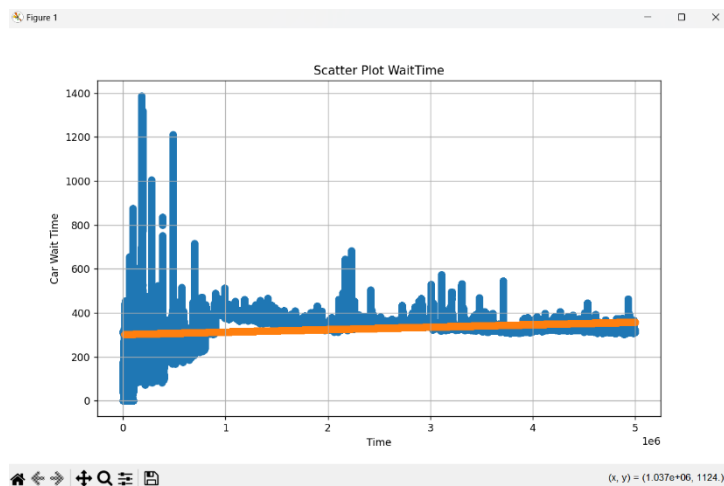 Figure 1
Scatter Plot WaitTime
1400
1200
1000
800
600
400
200
0
Car Wait Time
0
1
2
3
4
5
1e6
Time
(x, y) = (1.037e+06, 1124.)